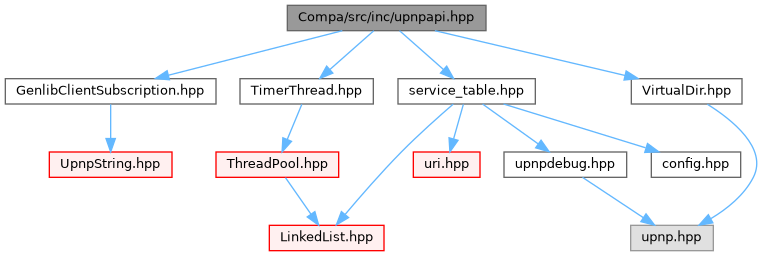 Compa/src/inc/upnpapi.hpp
GenlibClientSubscription.hpp
TimerThread.hpp
service_table.hpp
VirtualDir.hpp
UpnpString.hpp
ThreadPool.hpp
uri.hpp
upnpdebug.hpp
config.hpp
LinkedList.hpp
upnp.hpp